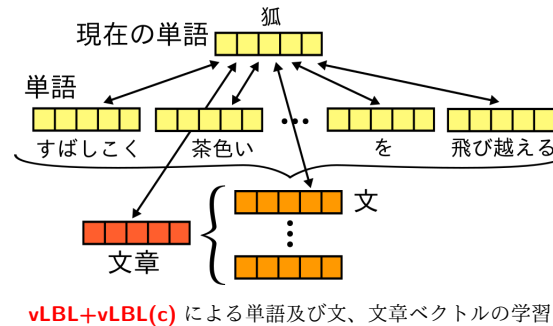 狐
現在の単語
単語
すばしこく 茶色い … を 飛び越える
文
文章
vLBL+vLBL(c) による単語及び文、文章ベクトルの学習